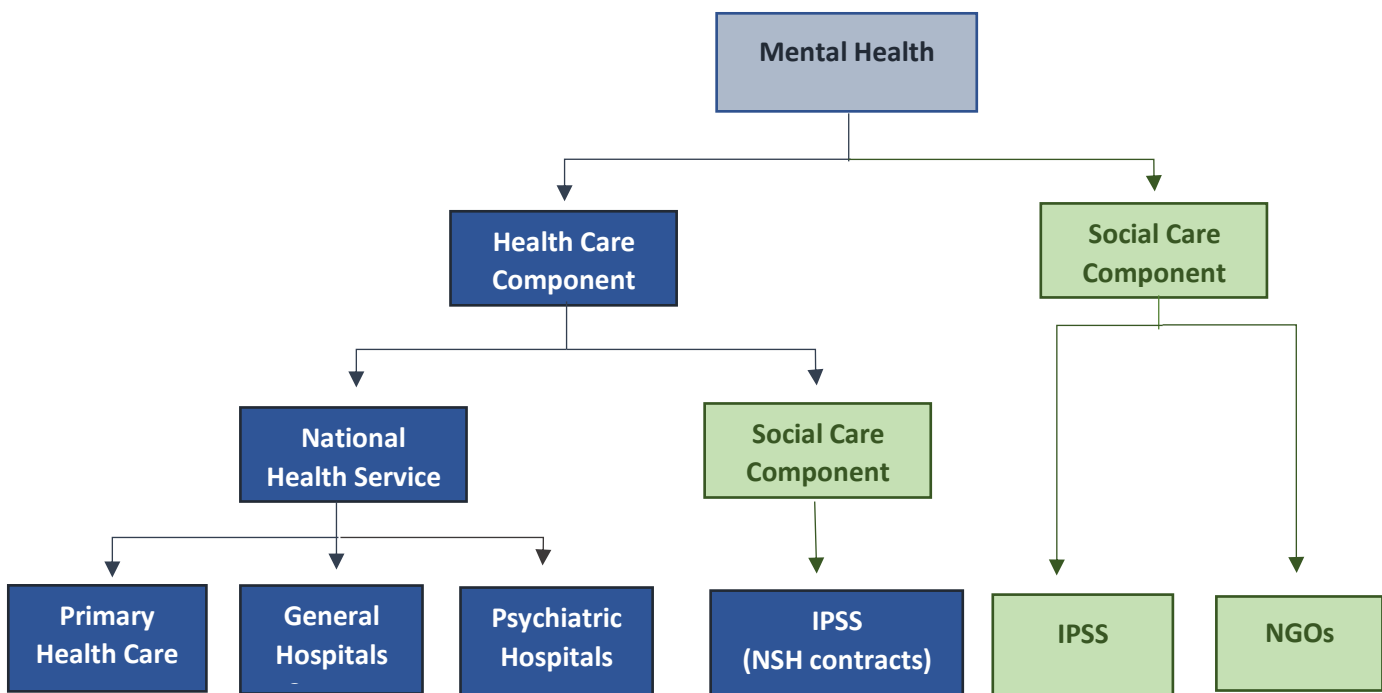 Mental Health
Health Care
Component
Social Care
Component
National
Health Service
Social Care
Component
Primary
Health Care
General
Hospitals
Psychiatric
Hospitals
IPSS
(NSH contracts)
IPSS
NGOs